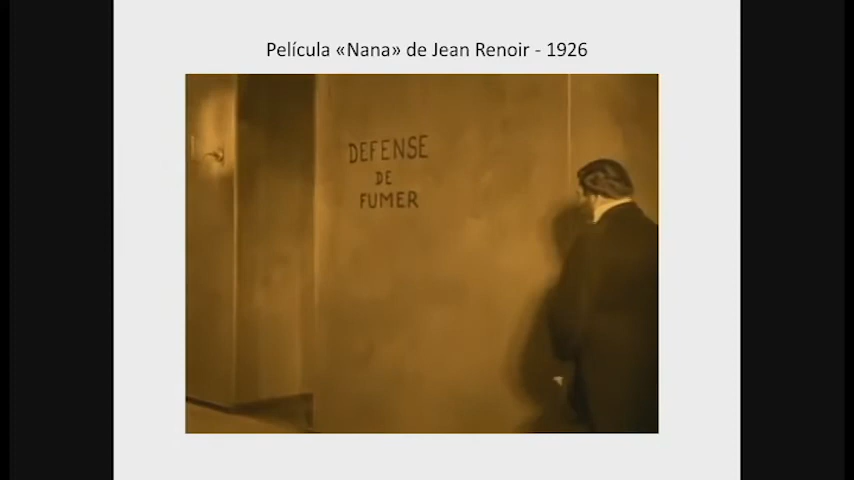 Película «Nana» de Jean Renoir - 1926
DEFENSE
DE
FUMER